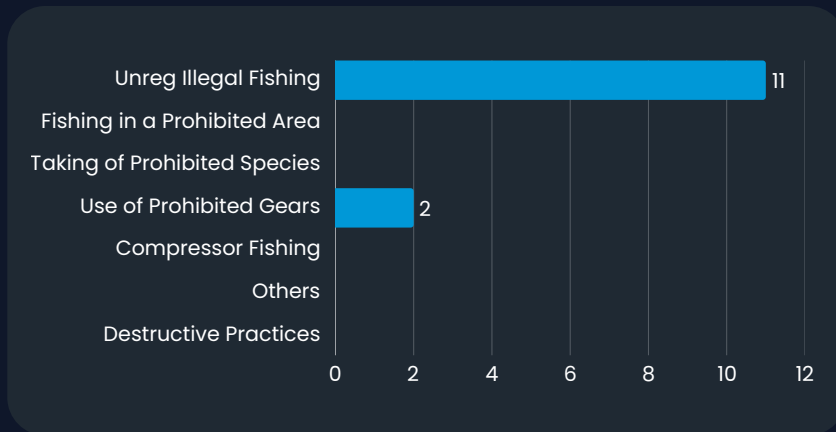 Unreg Illegal Fishing 11
Fishing in a Prohibited Area
Taking of Prohibited Species
Use of Prohibited Gears 2
Compressor Fishing
Others
Destructive Practices
0 2 4 6 8 10 12